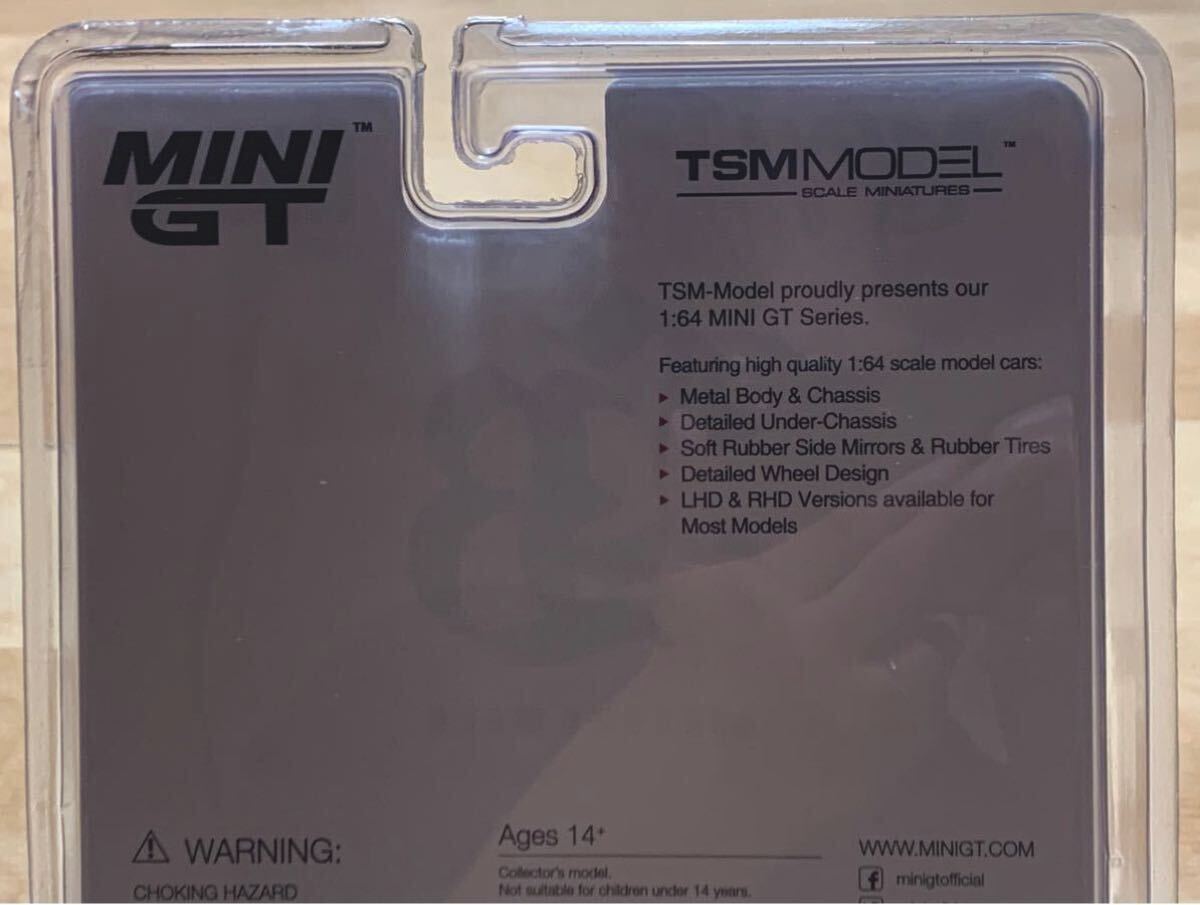 MINI GT™
TSMMODEL™
SCALE MINIATURES
TSM-Model proudly presents our
1:64 MINI GT Series.
Featuring high quality 1:64 scale model cars:
▸ Metal Body & Chassis
▸ Detailed Under-Chassis
▸ Soft Rubber Side Mirrors & Rubber Tires
▸ Detailed Wheel Design
▸ LHD & RHD Versions available for
Most Models
⚠ WARNING:
CHOKING HAZARD
Ages 14+
Collector's model.
Not suitable for children under 14 years.
WWW.MINIGT.COM
minigtofficial